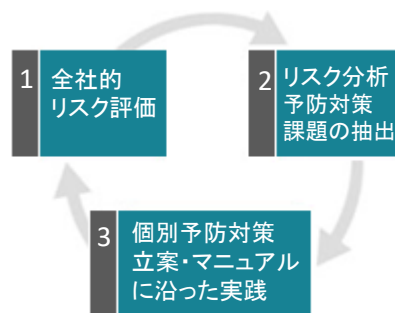 1
全社的
リスク評価
2
リスク分析
予防対策
課題の抽出
3
個別予防対策
立案・マニュアル
に沿った実践